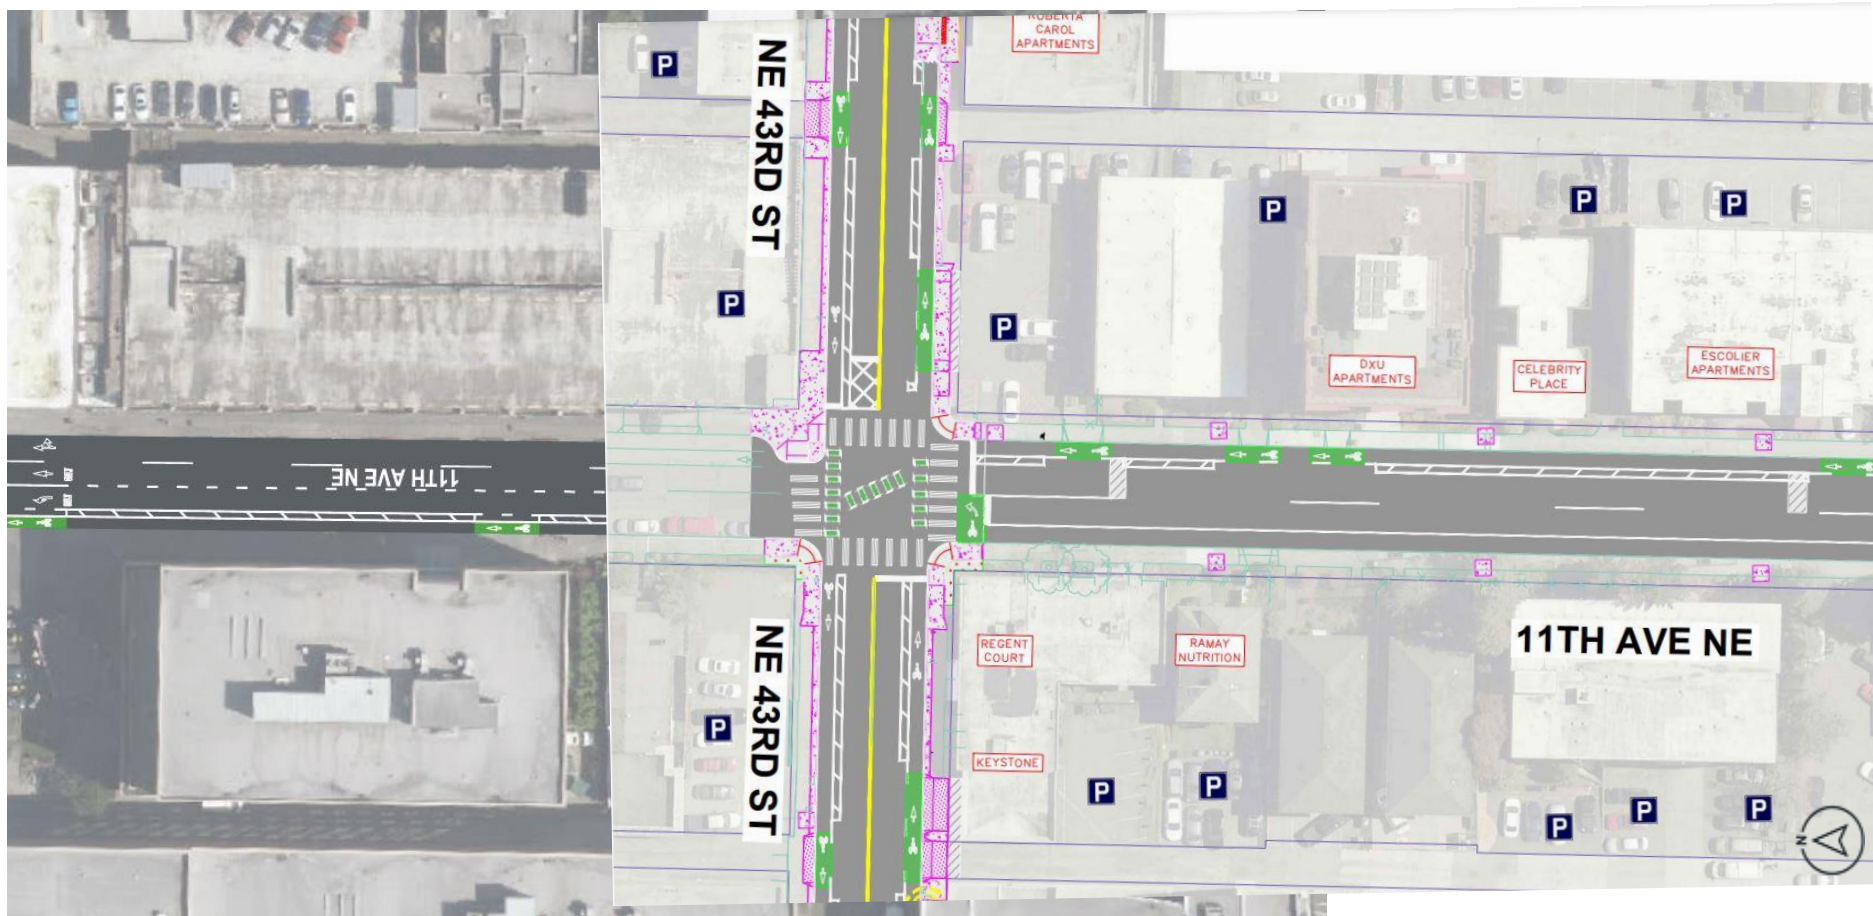 ROBERTA
CAROL
APARTMENTS
NE 43RD ST
P
P
P
P
P
P
DXU
APARTMENTS
CELEBRITY
PLACE
ESCOLIER
APARTMENTS
11TH AVE NE
NE 43RD ST
REGENT
COURT
RAMAY
NUTRITION
11TH AVE NE
P
KEYSTONE
P
P
P
P
P
N